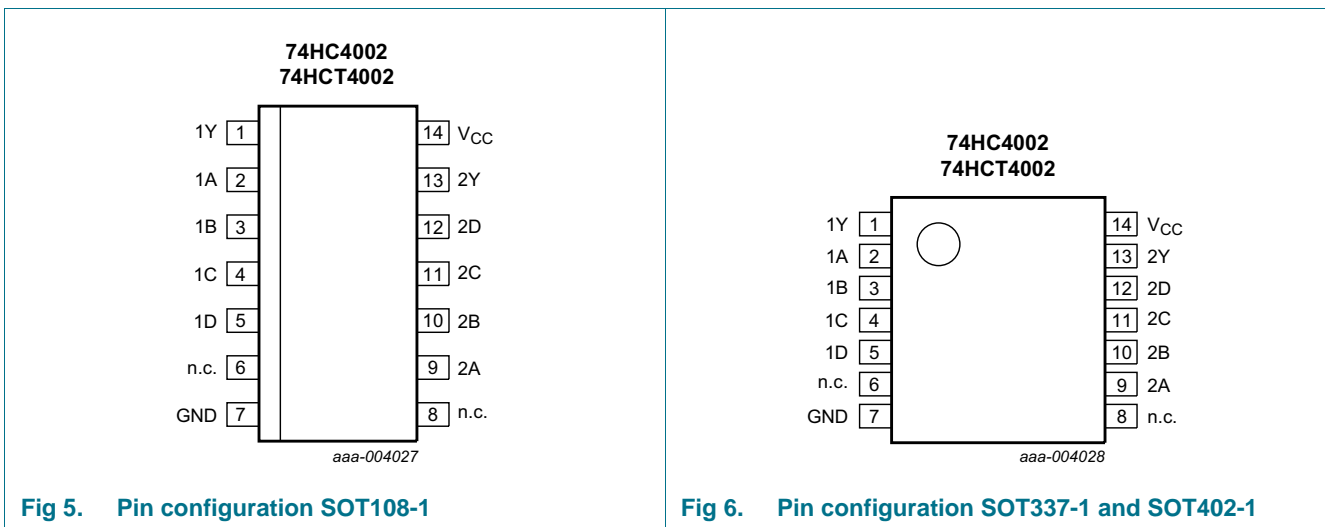 74HC4002
74HCT4002
1Y 1 14 VCC
1A 2 13 2Y
1B 3 12 2D
1C 4 11 2C
1D 5 10 2B
n.c. 6 9 2A
GND 7 8 n.c.
aaa-004027
Fig 5. Pin configuration SOT108-1
74HC4002
74HCT4002
1Y 1 14 VCC
1A 2 13 2Y
1B 3 12 2D
1C 4 11 2C
1D 5 10 2B
n.c. 6 9 2A
GND 7 8 n.c.
aaa-004028
Fig 6. Pin configuration SOT337-1 and SOT402-1